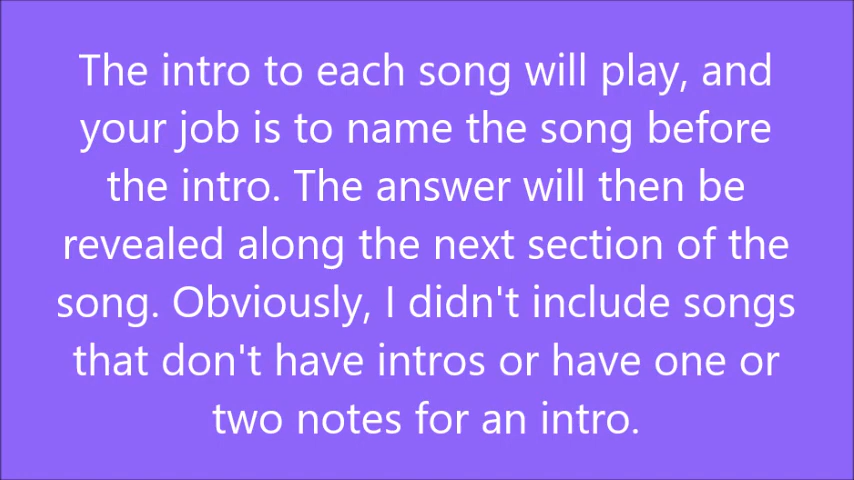 The intro to each song will play, and
your job is to name the song before
the intro. The answer will then be
revealed along the next section of the
song. Obviously, I didn't include songs
that don't have intros or have one or
two notes for an intro.